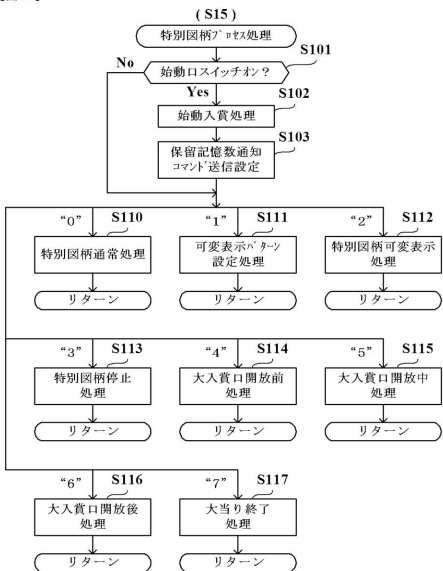 ( S15 )
特別図柄プロセス処理
S101
No
始動口スイッチオン？
Yes
S102
始動入賞処理
S103
保留記憶数通知
コマンド送信設定
“0” S110
“1” S111
“2” S112
特別図柄通常処理
可変表示パターン
設定処理
特別図柄可変表示
処理
リターン
リターン
リターン
“3” S113
“4” S114
“5” S115
特別図柄停止
処理
大入賞口開放前
処理
大入賞口開放中
処理
リターン
リターン
リターン
“6” S116
“7” S117
大入賞口開放後
処理
大当り終了
処理
リターン
リターン